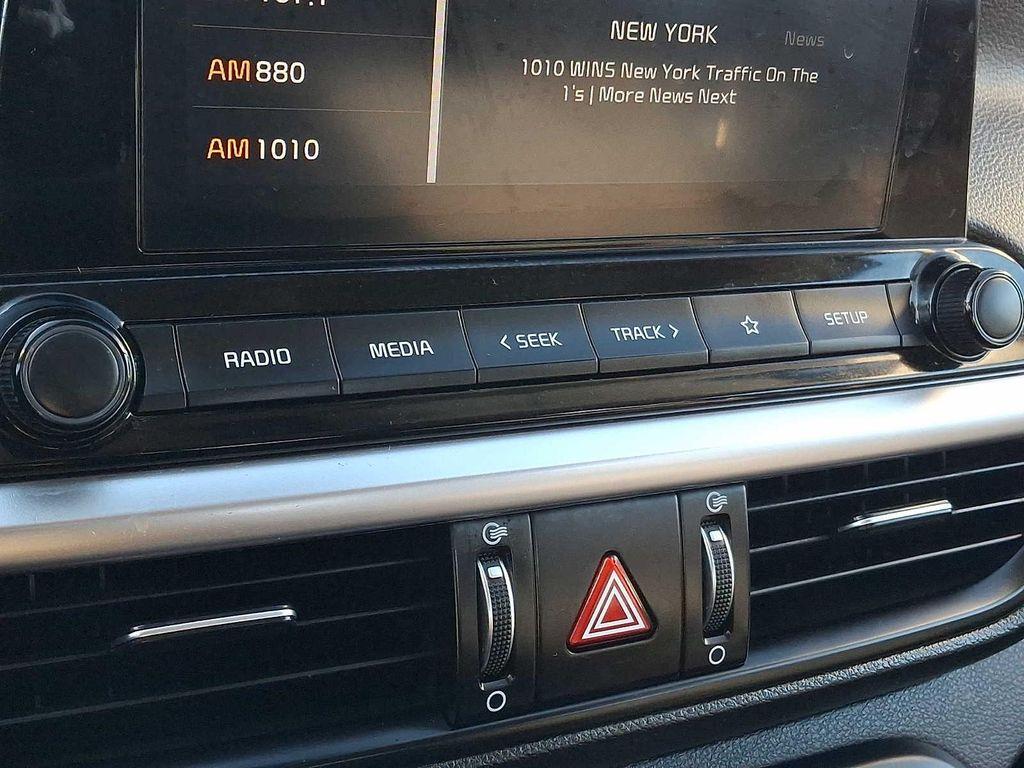 NEW YORK
News
AM 880
1010 WINS New York Traffic On The
1's | More News Next
AM 1010
RADIO
MEDIA
< SEEK
TRACK >
SETUP